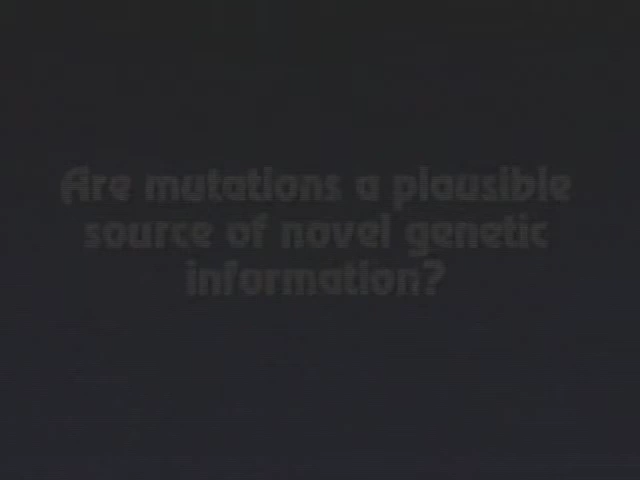 Are mutations a plausible
source of novel genetic
information?